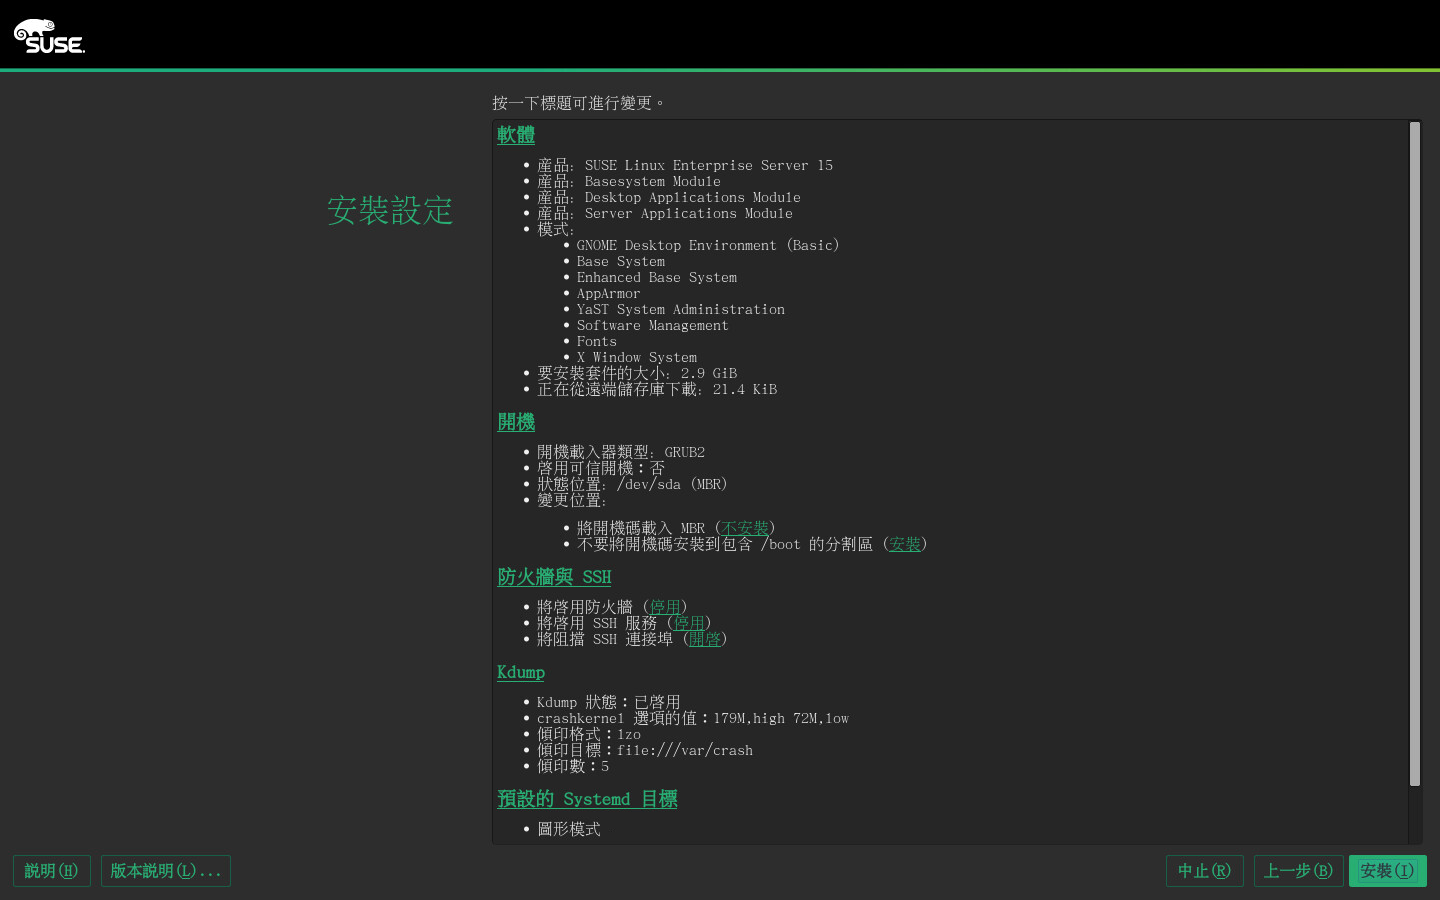 SUSE
按一下標題可進行變更。
安裝設定
軟體
• 產品: SUSE Linux Enterprise Server 15
• 產品: Basesystem Module
• 產品: Desktop Applications Module
• 產品: Server Applications Module
• 模式:
• GNOME Desktop Environment (Basic)
• Base System
• Enhanced Base System
• AppArmor
• YaST System Administration
• Software Management
• Fonts
• X Window System
• 要安裝套件的大小: 2.9 GiB
• 正在從遠端儲存庫下載: 21.4 KiB
開機
• 開機載入器類型: GRUB2
• 啓用可信開機：否
• 狀態位置: /dev/sda (MBR)
• 變更位置:
• 將開機碼載入 MBR (不安裝)
• 不要將開機碼安裝到包含 /boot 的分割區 (安裝)
防火牆與 SSH
• 將啓用防火牆 (停用)
• 將啓用 SSH 服務 (停用)
• 將阻擋 SSH 連接埠 (開啓)
Kdump
• Kdump 狀態：已啓用
• crashkernel 選項的值：179M,high 72M,low
• 傾印格式：lzo
• 傾印目標：file:///var/crash
• 傾印數：5
預設的 Systemd 目標
• 圖形模式
說明(H) 版本說明(L)... 中止(R) 上一步(B) 安裝(I)